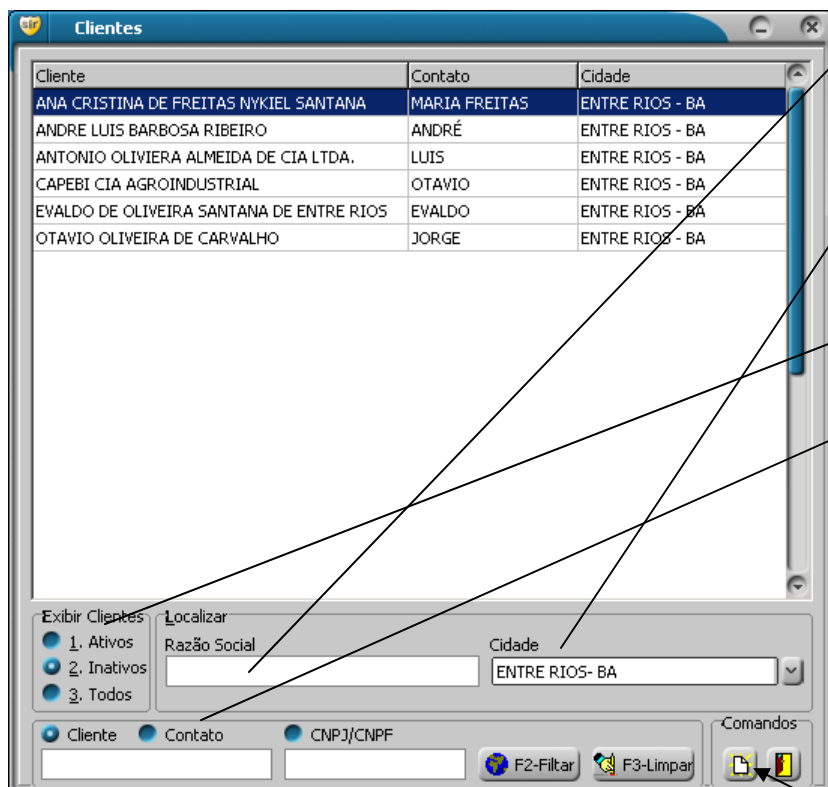 sir Clientes
Cliente Contato Cidade
ANA CRISTINA DE FREITAS NYKIEL SANTANA MARIA FREITAS ENTRE RIOS - BA
ANDRE LUIS BARBOSA RIBEIRO ANDRÉ ENTRE RIOS - BA
ANTONIO OLIVIERA ALMEIDA DE CIA LTDA. LUIS ENTRE RIOS - BA
CAPEBI CIA AGROINDUSTRIAL OTAVIO ENTRE RIOS - BA
EVALDO DE OLIVEIRA SANTANA DE ENTRE RIOS EVALDO ENTRE RIOS - BA
OTAVIO OLIVEIRA DE CARVALHO JORGE ENTRE RIOS - BA
Exibir Clientes Localizar
1. Ativos Razão Social Cidade
2. Inativos ENTRE RIOS- BA
3. Todos
Cliente Contato CNPJ/CNPF Comandos
F2-Filtar F3-Limpar